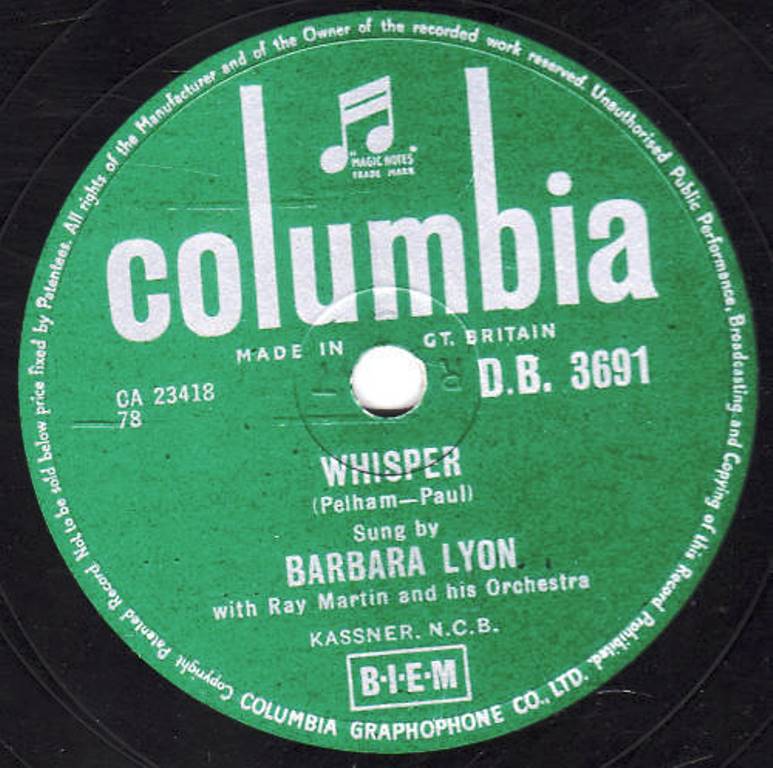 Copyright Patented Record Not to be sold below price fixed by Patentees. All rights of the Manufacturer and of the Owner of the recorded work reserved. Unauthorised Public Performance, Broadcasting and Copying of this Record Prohibited.
"MAGIC NOTES"
TRADE MARK
columbia
MADE IN GT. BRITAIN
CA 23418 D.B. 3691
78
WHISPER
(Pelham—Paul)
Sung by
BARBARA LYON
with Ray Martin and his Orchestra
KASSNER. N.C.B.
B·I·E·M
COLUMBIA GRAPHOPHONE CO., LTD.